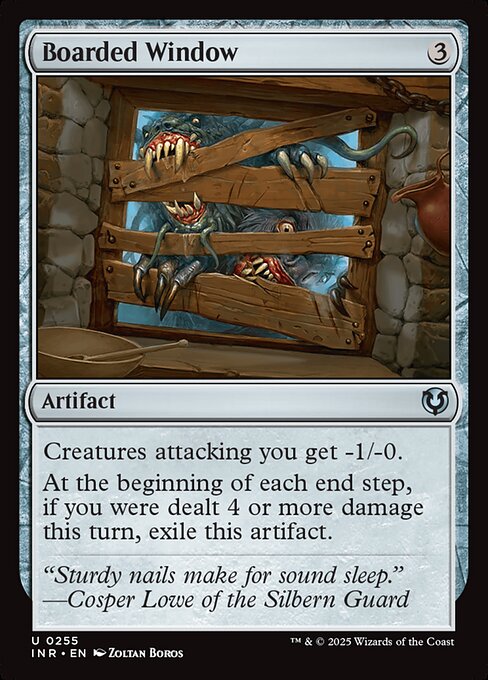 Boarded Window 3
Artifact
Creatures attacking you get -1/-0.
At the beginning of each end step,
if you were dealt 4 or more damage
this turn, exile this artifact.
“Sturdy nails make for sound sleep.”
—Cosper Lowe of the Silbern Guard
U 0255
INR • EN Zoltan Boros
™ & © 2025 Wizards of the Coast